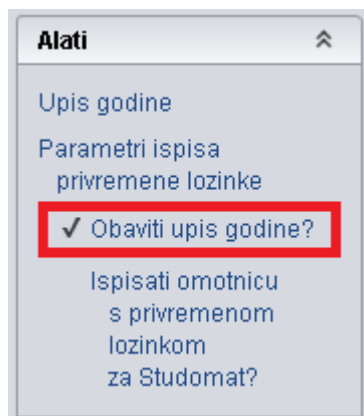 Alati
Upis godine
Parametri ispisa
privremene lozinke
✓ Obaviti upis godine?
Ispisati omotnicu
s privremenom
lozinkom
za Studomat?